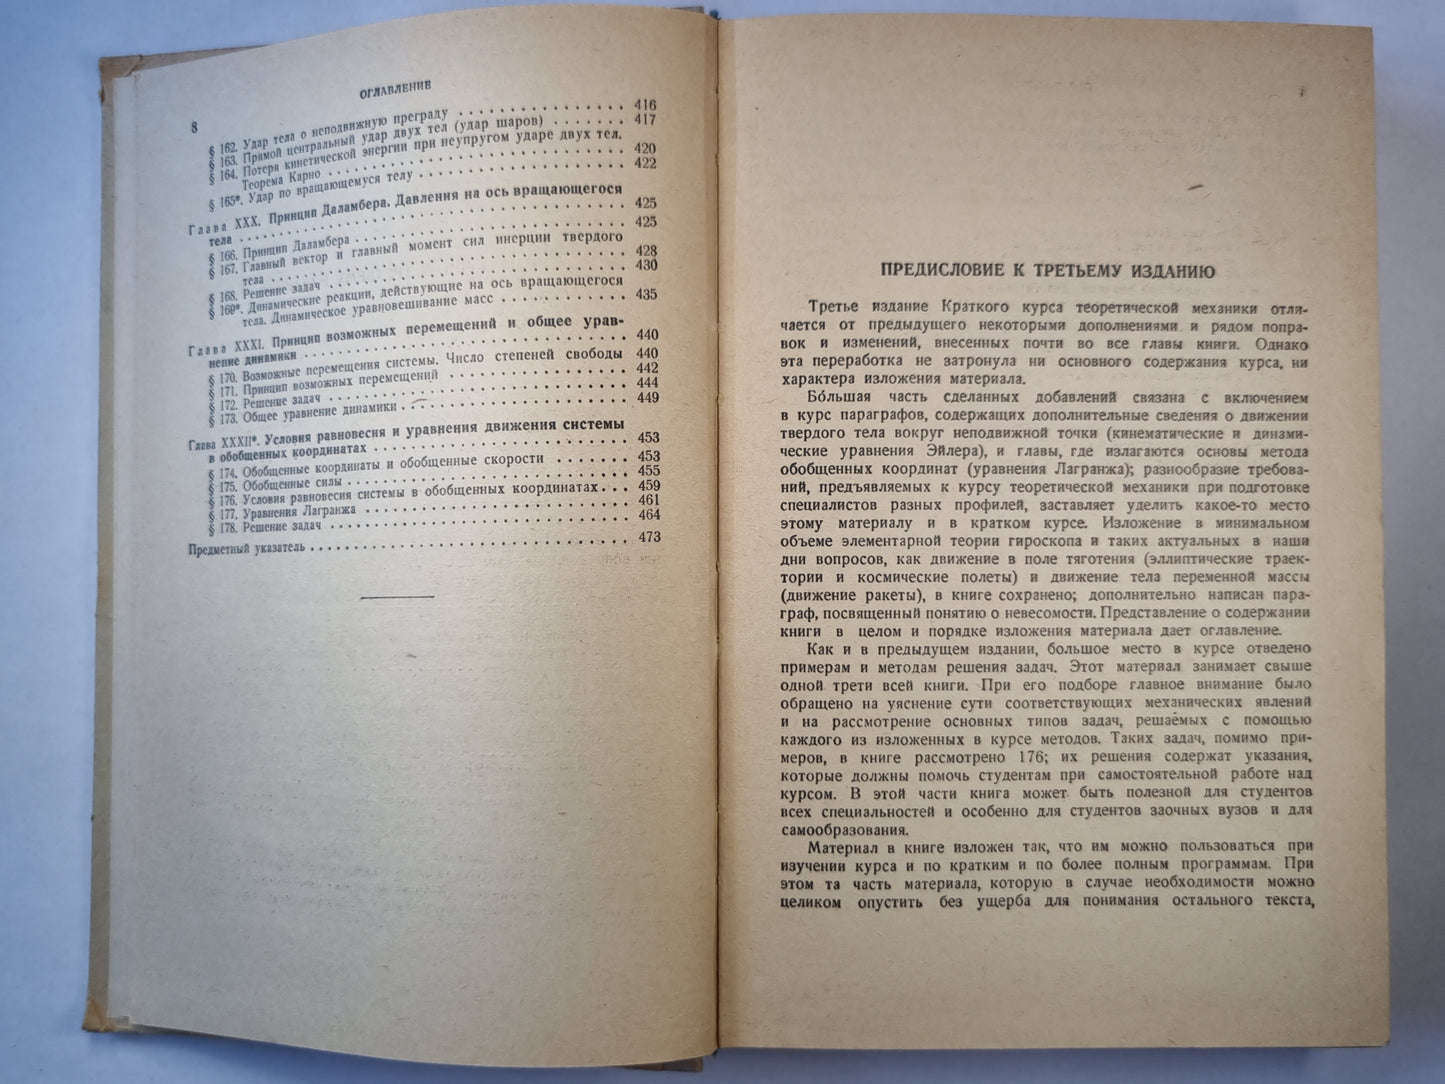 ОГЛАВЛЕНИЕ
8
§ 162. Удар тела о неподвижную преграду . . . . . . . . . . . . . . . 416
§ 163. Прямой центральный удар двух тел (удар шаров) . . . . . . . 417
§ 164. Потеря кинетической энергии при неупругом ударе двух тел.
Теорема Карно . . . . . . . . . . . . . . . . . . . . . . . . 420
§ 165*. Удар по вращающемуся телу . . . . . . . . . . . . . . . . . 422
Глава XXX. Принцип Даламбера. Давления на ось вращающегося
тела . . . . . . . . . . . . . . . . . . . . . . . . . . . . . . 425
§ 166. Принцип Даламбера . . . . . . . . . . . . . . . . . . . . . . 425
§ 167. Главный вектор и главный момент сил инерции твердого
тела . . . . . . . . . . . . . . . . . . . . . . . . . . . . 428
§ 168. Решение задач . . . . . . . . . . . . . . . . . . . . . . . . 430
§ 169*. Динамические реакции, действующие на ось вращающегося
тела. Динамическое уравновешивание масс . . . . . . . . . . 435
Глава XXXI. Принцип возможных перемещений и общее урав-
нение динамики . . . . . . . . . . . . . . . . . . . . . . . . 440
§ 170. Возможные перемещения системы. Число степеней свободы 440
§ 171. Принцип возможных перемещений . . . . . . . . . . . . . . 442
§ 172. Решение задач . . . . . . . . . . . . . . . . . . . . . . . . 444
§ 173. Общее уравнение динамики . . . . . . . . . . . . . . . . . . 449
Глава XXXII*. Условия равновесия и уравнения движения системы
в обобщенных координатах . . . . . . . . . . . . . . . . . . . 453
§ 174. Обобщенные координаты и обобщенные скорости . . . . . . 453
§ 175. Обобщенные силы . . . . . . . . . . . . . . . . . . . . . . 455
§ 176. Условия равновесия системы в обобщенных координатах . . . 459
§ 177. Уравнения Лагранжа . . . . . . . . . . . . . . . . . . . . . 461
§ 178. Решение задач . . . . . . . . . . . . . . . . . . . . . . . . 464
Предметный указатель . . . . . . . . . . . . . . . . . . . . . . . . 473
ПРЕДИСЛОВИЕ К ТРЕТЬЕМУ ИЗДАНИЮ
Третье издание Краткого курса теоретической механики отли-
чается от предыдущего некоторыми дополнениями и рядом попра-
вок и изменений, внесенных почти во все главы книги. Однако
эта переработка не затронула ни основного содержания курса, ни
характера изложения материала.
Бо́льшая часть сделанных добавлений связана с включением
в курс параграфов, содержащих дополнительные сведения о движении
твердого тела вокруг неподвижной точки (кинематические и динами-
ческие уравнения Эйлера), и главы, где излагаются основы метода
обобщенных координат (уравнения Лагранжа); разнообразие требова-
ний, предъявляемых к курсу теоретической механики при подготовке
специалистов разных профилей, заставляет уделить какое-то место
этому материалу и в кратком курсе. Изложение в минимальном
объеме элементарной теории гироскопа и таких актуальных в наши
дни вопросов, как движение в поле тяготения (эллиптические траек-
тории и космические полеты) и движение тела переменной массы
(движение ракеты), в книге сохранено; дополнительно написан пара-
граф, посвященный понятию о невесомости. Представление о содержании
книги в целом и порядке изложения материала дает оглавление.
Как и в предыдущем издании, большое место в курсе отведено
примерам и методам решения задач. Этот материал занимает свыше
одной трети всей книги. При его подборе главное внимание было
обращено на уяснение сути соответствующих механических явлений
и на рассмотрение основных типов задач, решаемых с помощью
каждого из изложенных в курсе методов. Таких задач, помимо при-
меров, в книге рассмотрено 176; их решения содержат указания,
которые должны помочь студентам при самостоятельной работе над
курсом. В этой части книга может быть полезной для студентов
всех специальностей и особенно для студентов заочных вузов и для
самообразования.
Материал в книге изложен так, что им можно пользоваться при
изучении курса и по кратким и по более полным программам. При
этом та часть материала, которую в случае необходимости можно
целиком опустить без ущерба для понимания остального текста,